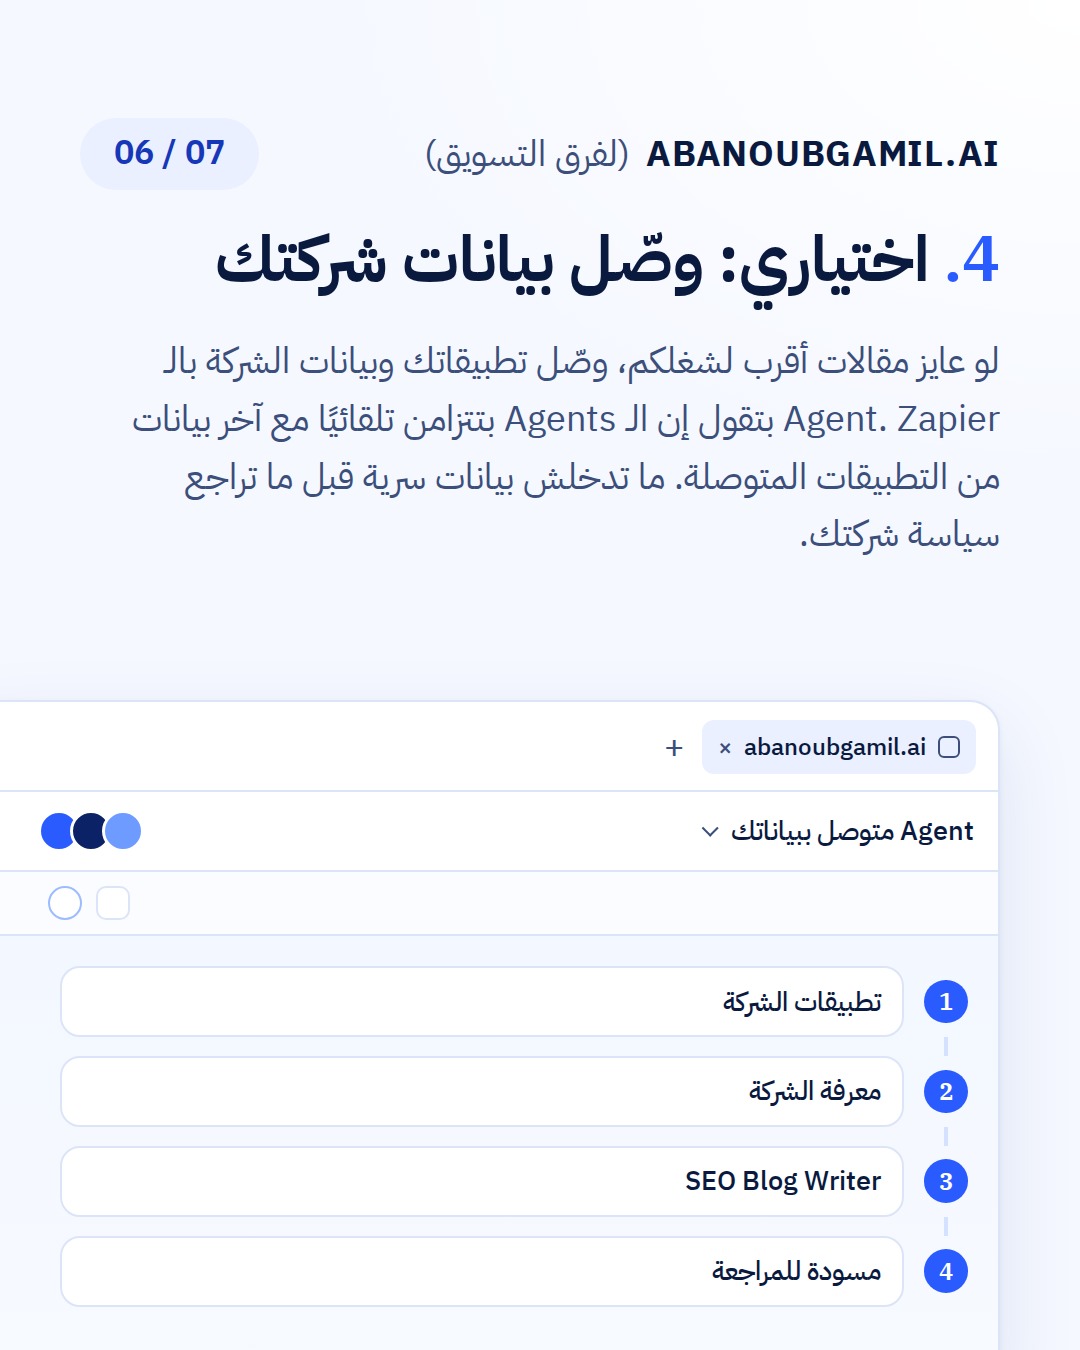 ABANOUBGAMIL.AI (لفرق التسويق)
06 / 07
4. اختياري: وصّل بيانات شركتك
لو عايز مقالات أقرب لشغلكم، وصّل تطبيقاتك وبيانات الشركة بالـ
Agent. Zapier بتقول إن الـ Agents بتتزامن تلقائيًا مع آخر بيانات
من التطبيقات المتوصلة. ما تدخلش بيانات سرية قبل ما تراجع
سياسة شركتك.
abanoubgamil.ai × +
Agent متوصل ببياناتك
1 تطبيقات الشركة
2 معرفة الشركة
3 SEO Blog Writer
4 مسودة للمراجعة